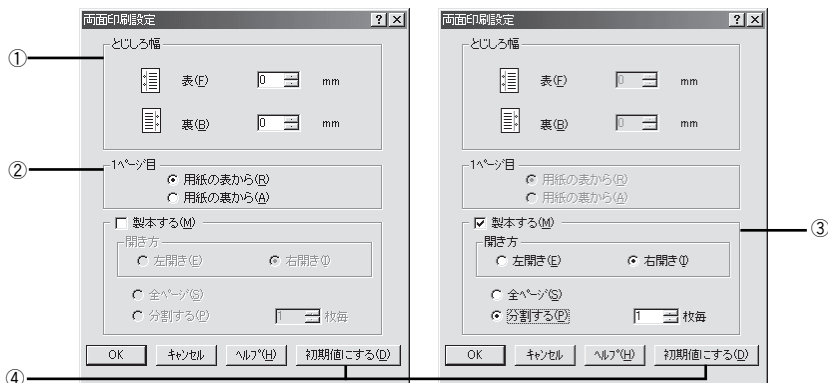 両面印刷設定
?
×
①
とじしろ幅
表(F) 0 mm
裏(B) 0 mm
②
1ページ目
用紙の表から(R)
用紙の裏から(A)
製本する(M)
開き方
左開き(E) 右開き(I)
全ページ(S)
分割する(P) 1 枚毎
OK キャンセル ヘルプ(H) 初期値にする(D)
④
両面印刷設定
?
×
とじしろ幅
表(F) 0 mm
裏(B) 0 mm
1ページ目
用紙の表から(R)
用紙の裏から(A)
製本する(M)
③
開き方
左開き(E) 右開き(I)
全ページ(S)
分割する(P) 1 枚毎
OK キャンセル ヘルプ(H) 初期値にする(D)